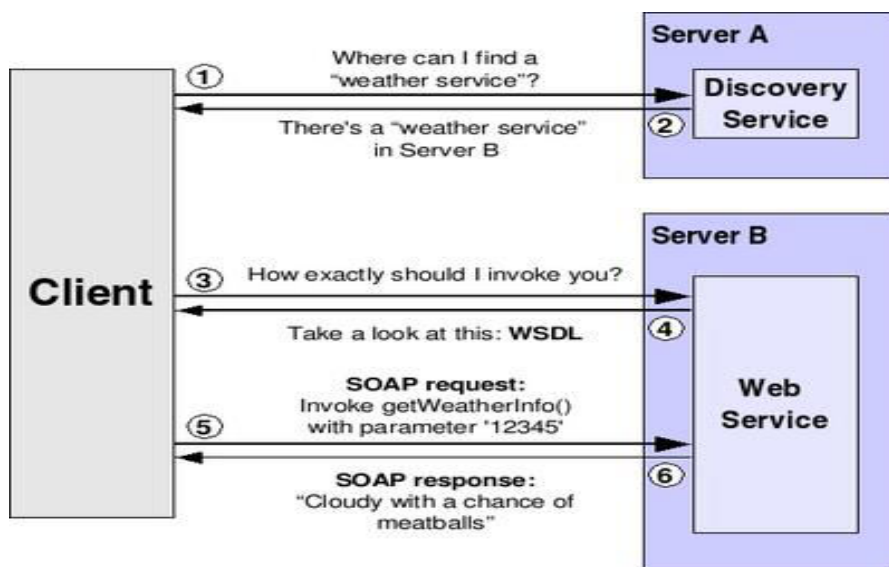 Server A
Where can I find a
①
"weather service"?
Discovery
Service
②
There's a “weather service”
in Server B
Server B
Client
③
How exactly should I invoke you?
④
Take a look at this: WSDL
Web
Service
SOAP request:
Invoke getWeatherInfo()
⑤
with parameter '12345'
⑥
SOAP response:
“Cloudy with a chance of
meatballs”